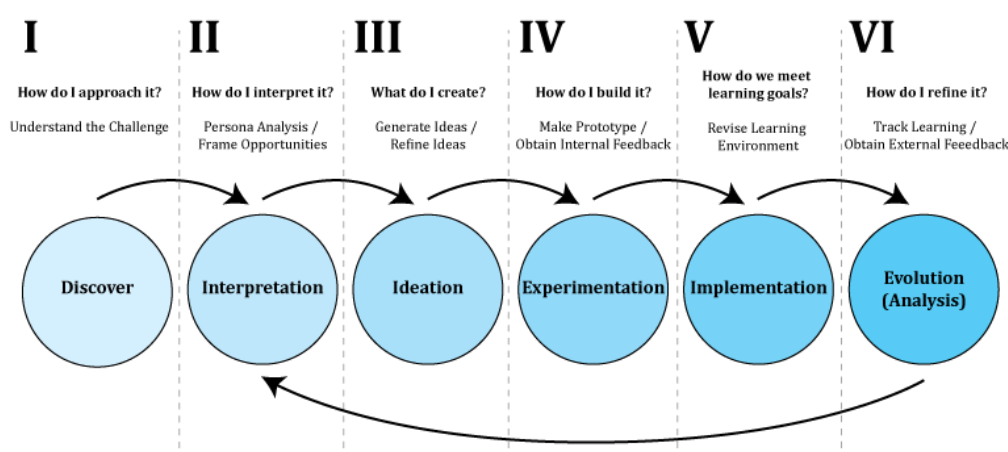 I
How do I approach it?
Understand the Challenge
Discover
II
How do I interpret it?
Persona Analysis /
Frame Opportunities
Interpretation
III
What do I create?
Generate Ideas /
Refine Ideas
Ideation
IV
How do I build it?
Make Prototype /
Obtain Internal Feedback
Experimentation
V
How do we meet
learning goals?
Revise Learning
Environment
Implementation
VI
How do I refine it?
Track Learning /
Obtain External Feeedback
Evolution
(Analysis)